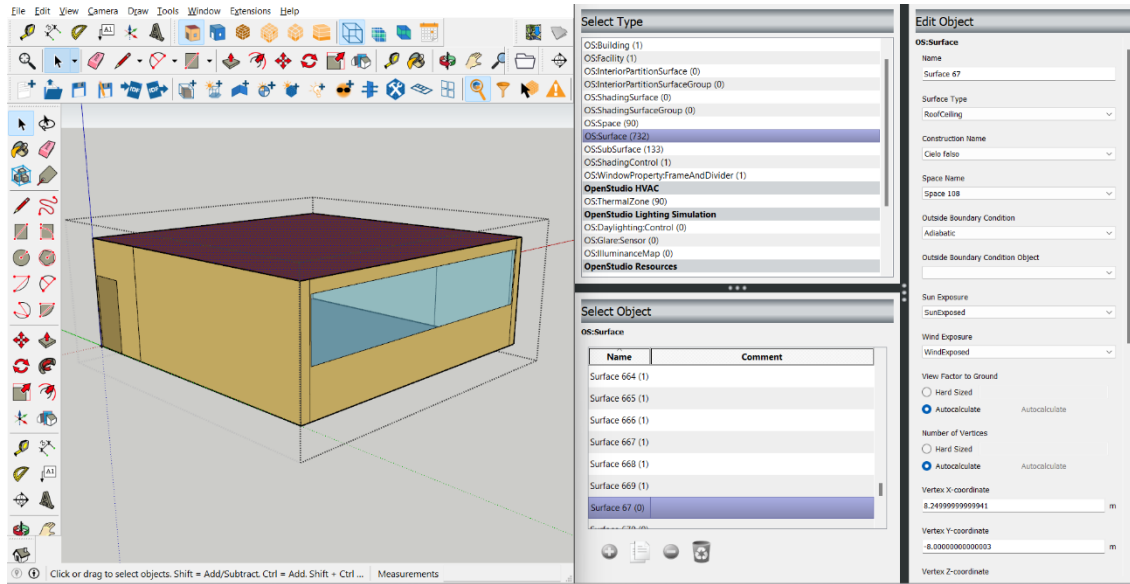 File Edit View Camera Draw Tools Window Extensions Help
A1
A1
Click or drag to select objects. Shift = Add/Subtract. Ctrl = Add. Shift + Ctrl ... Measurements
Select Type
OS:Building (1)
OS:Facility (1)
OS:InteriorPartitionSurface (0)
OS:InteriorPartitionSurfaceGroup (0)
OS:ShadingSurface (0)
OS:ShadingSurfaceGroup (0)
OS:Space (90)
OS:Surface (732)
OS:SubSurface (133)
OS:ShadingControl (1)
OS:WindowProperty:FrameAndDivider (1)
OpenStudio HVAC
OS:ThermalZone (90)
OpenStudio Lighting Simulation
OS:Daylighting:Control (0)
OS:Glare:Sensor (0)
OS:IlluminanceMap (0)
OpenStudio Resources
Select Object
OS:Surface
Name Comment
Surface 664 (1)
Surface 665 (1)
Surface 666 (1)
Surface 667 (1)
Surface 668 (1)
Surface 669 (1)
Surface 67 (0)
Edit Object
OS:Surface
Name
Surface 67
Surface Type
RoofCeiling
Construction Name
Cielo falso
Space Name
Space 108
Outside Boundary Condition
Adiabatic
Outside Boundary Condition Object
Sun Exposure
SunExposed
Wind Exposure
WindExposed
View Factor to Ground
Hard Sized
Autocalculate Autocalculate
Number of Vertices
Hard Sized
Autocalculate Autocalculate
Vertex X-coordinate
8.24999999999941 m
Vertex Y-coordinate
-8.00000000000003 m
Vertex Z-coordinate